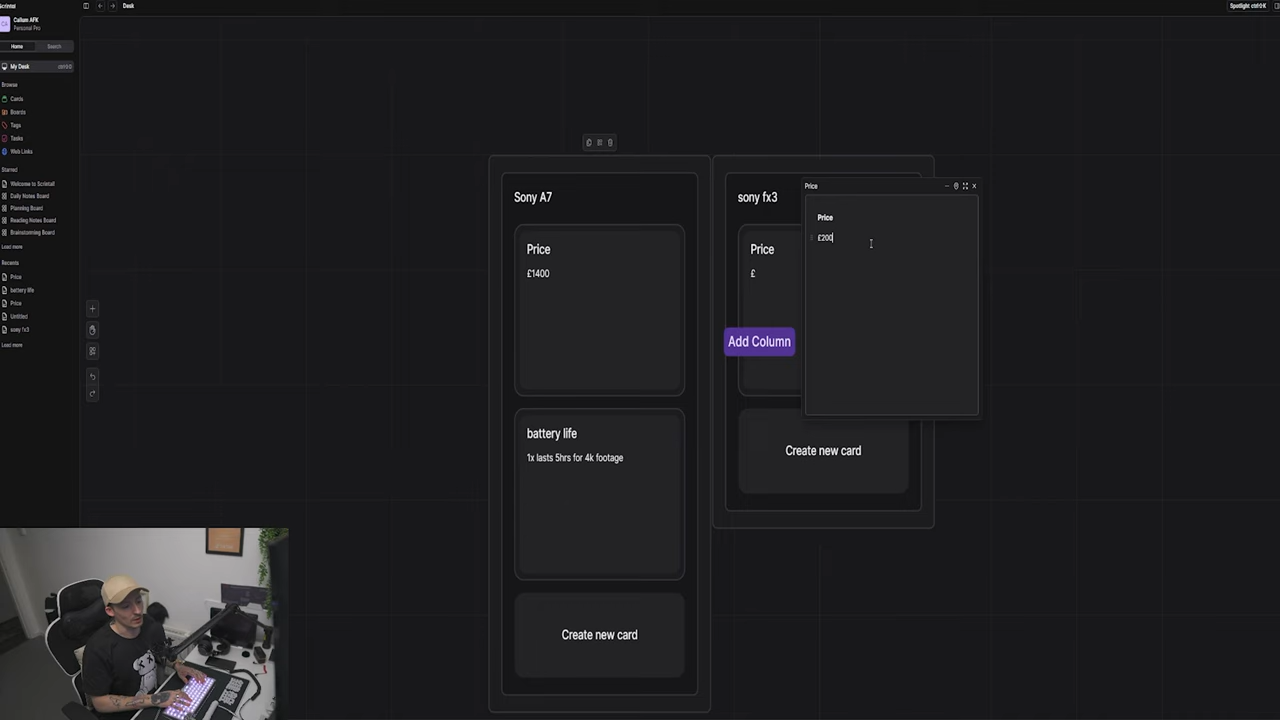 Scrintal
Desk
Spotlight ctrl+K
Callum AFK
Personal Pro
Home
Search
My Desk
ctrl+D
Browse
Cards
Boards
Tags
Tasks
Web Links
Starred
Welcome to Scrintal!
Daily Notes Board
Planning Board
Reading Notes Board
Brainstorming Board
Load more
Recents
Price
battery life
Price
Untitled
sony fx3
Load more
Sony A7
Price
£1400
battery life
1x lasts 5hrs for 4k footage
Create new card
sony fx3
Price
£
Add Column
Create new card
Price
Price
£200